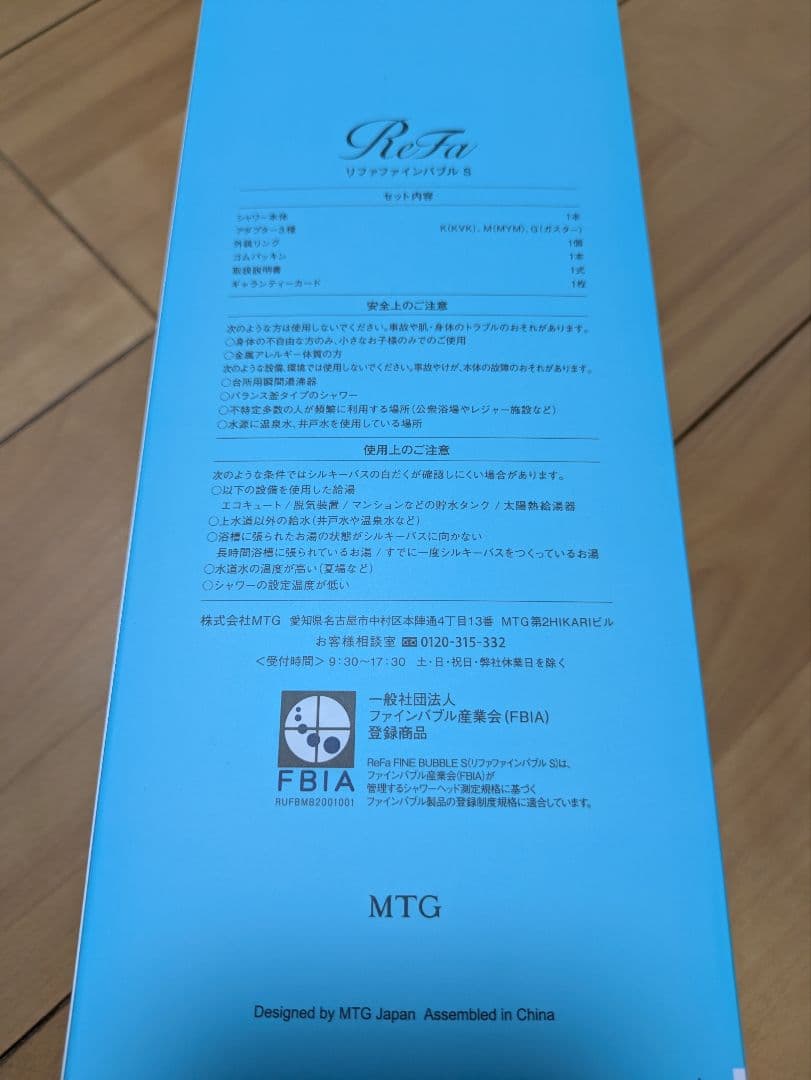 ReFa
リファファインバブル S
セット内容
シャワー本体 1本
アダプター3種 K(KVK)、M(MYM)、G(ガスター)
外観リング 1個
ゴムパッキン 1本
取扱説明書 1式
ギャランティーカード 1枚
安全上のご注意
次のような方は使用しないでください。事故や肌・身体のトラブルのおそれがあります。
○身体の不自由な方のみ、小さなお子様のみでのご使用
○金属アレルギー体質の方
次のような設備、環境では使用しないでください。事故やけが、本体の故障のおそれがあります。
○台所用瞬間湯沸器
○バランス釜タイプのシャワー
○不特定多数の人が頻繁に利用する場所(公衆浴場やレジャー施設など)
○水源に温泉水、井戸水を使用している場所
使用上のご注意
次のような条件ではシルキーバスの白だくが確認しにくい場合があります。
○以下の設備を使用した給湯
エコキュート / 脱気装置 / マンションなどの貯水タンク / 太陽熱給湯器
○上水道以外の給水(井戸水や温泉水など)
○浴槽に張られたお湯の状態がシルキーバスに向かない
長時間浴槽に張られているお湯 / すでに一度シルキーバスをつくっているお湯
○水道水の温度が高い(夏場など)
○シャワーの設定温度が低い
株式会社MTG 愛知県名古屋市中村区本陣通4丁目13番 MTG第2HIKARIビル
お客様相談室 0120-315-332
<受付時間> 9:30〜17:30 土・日・祝日・弊社休業日を除く
一般社団法人
ファインバブル産業会(FBIA)
登録商品
FBIA
RUFBMB2001001
ReFa FINE BUBBLE S(リファファインバブル S)は、
ファインバブル産業会(FBIA)が
管理するシャワーヘッド測定規格に基づく
ファインバブル製品の登録制度規格に適合しています。
MTG
Designed by MTG Japan Assembled in China